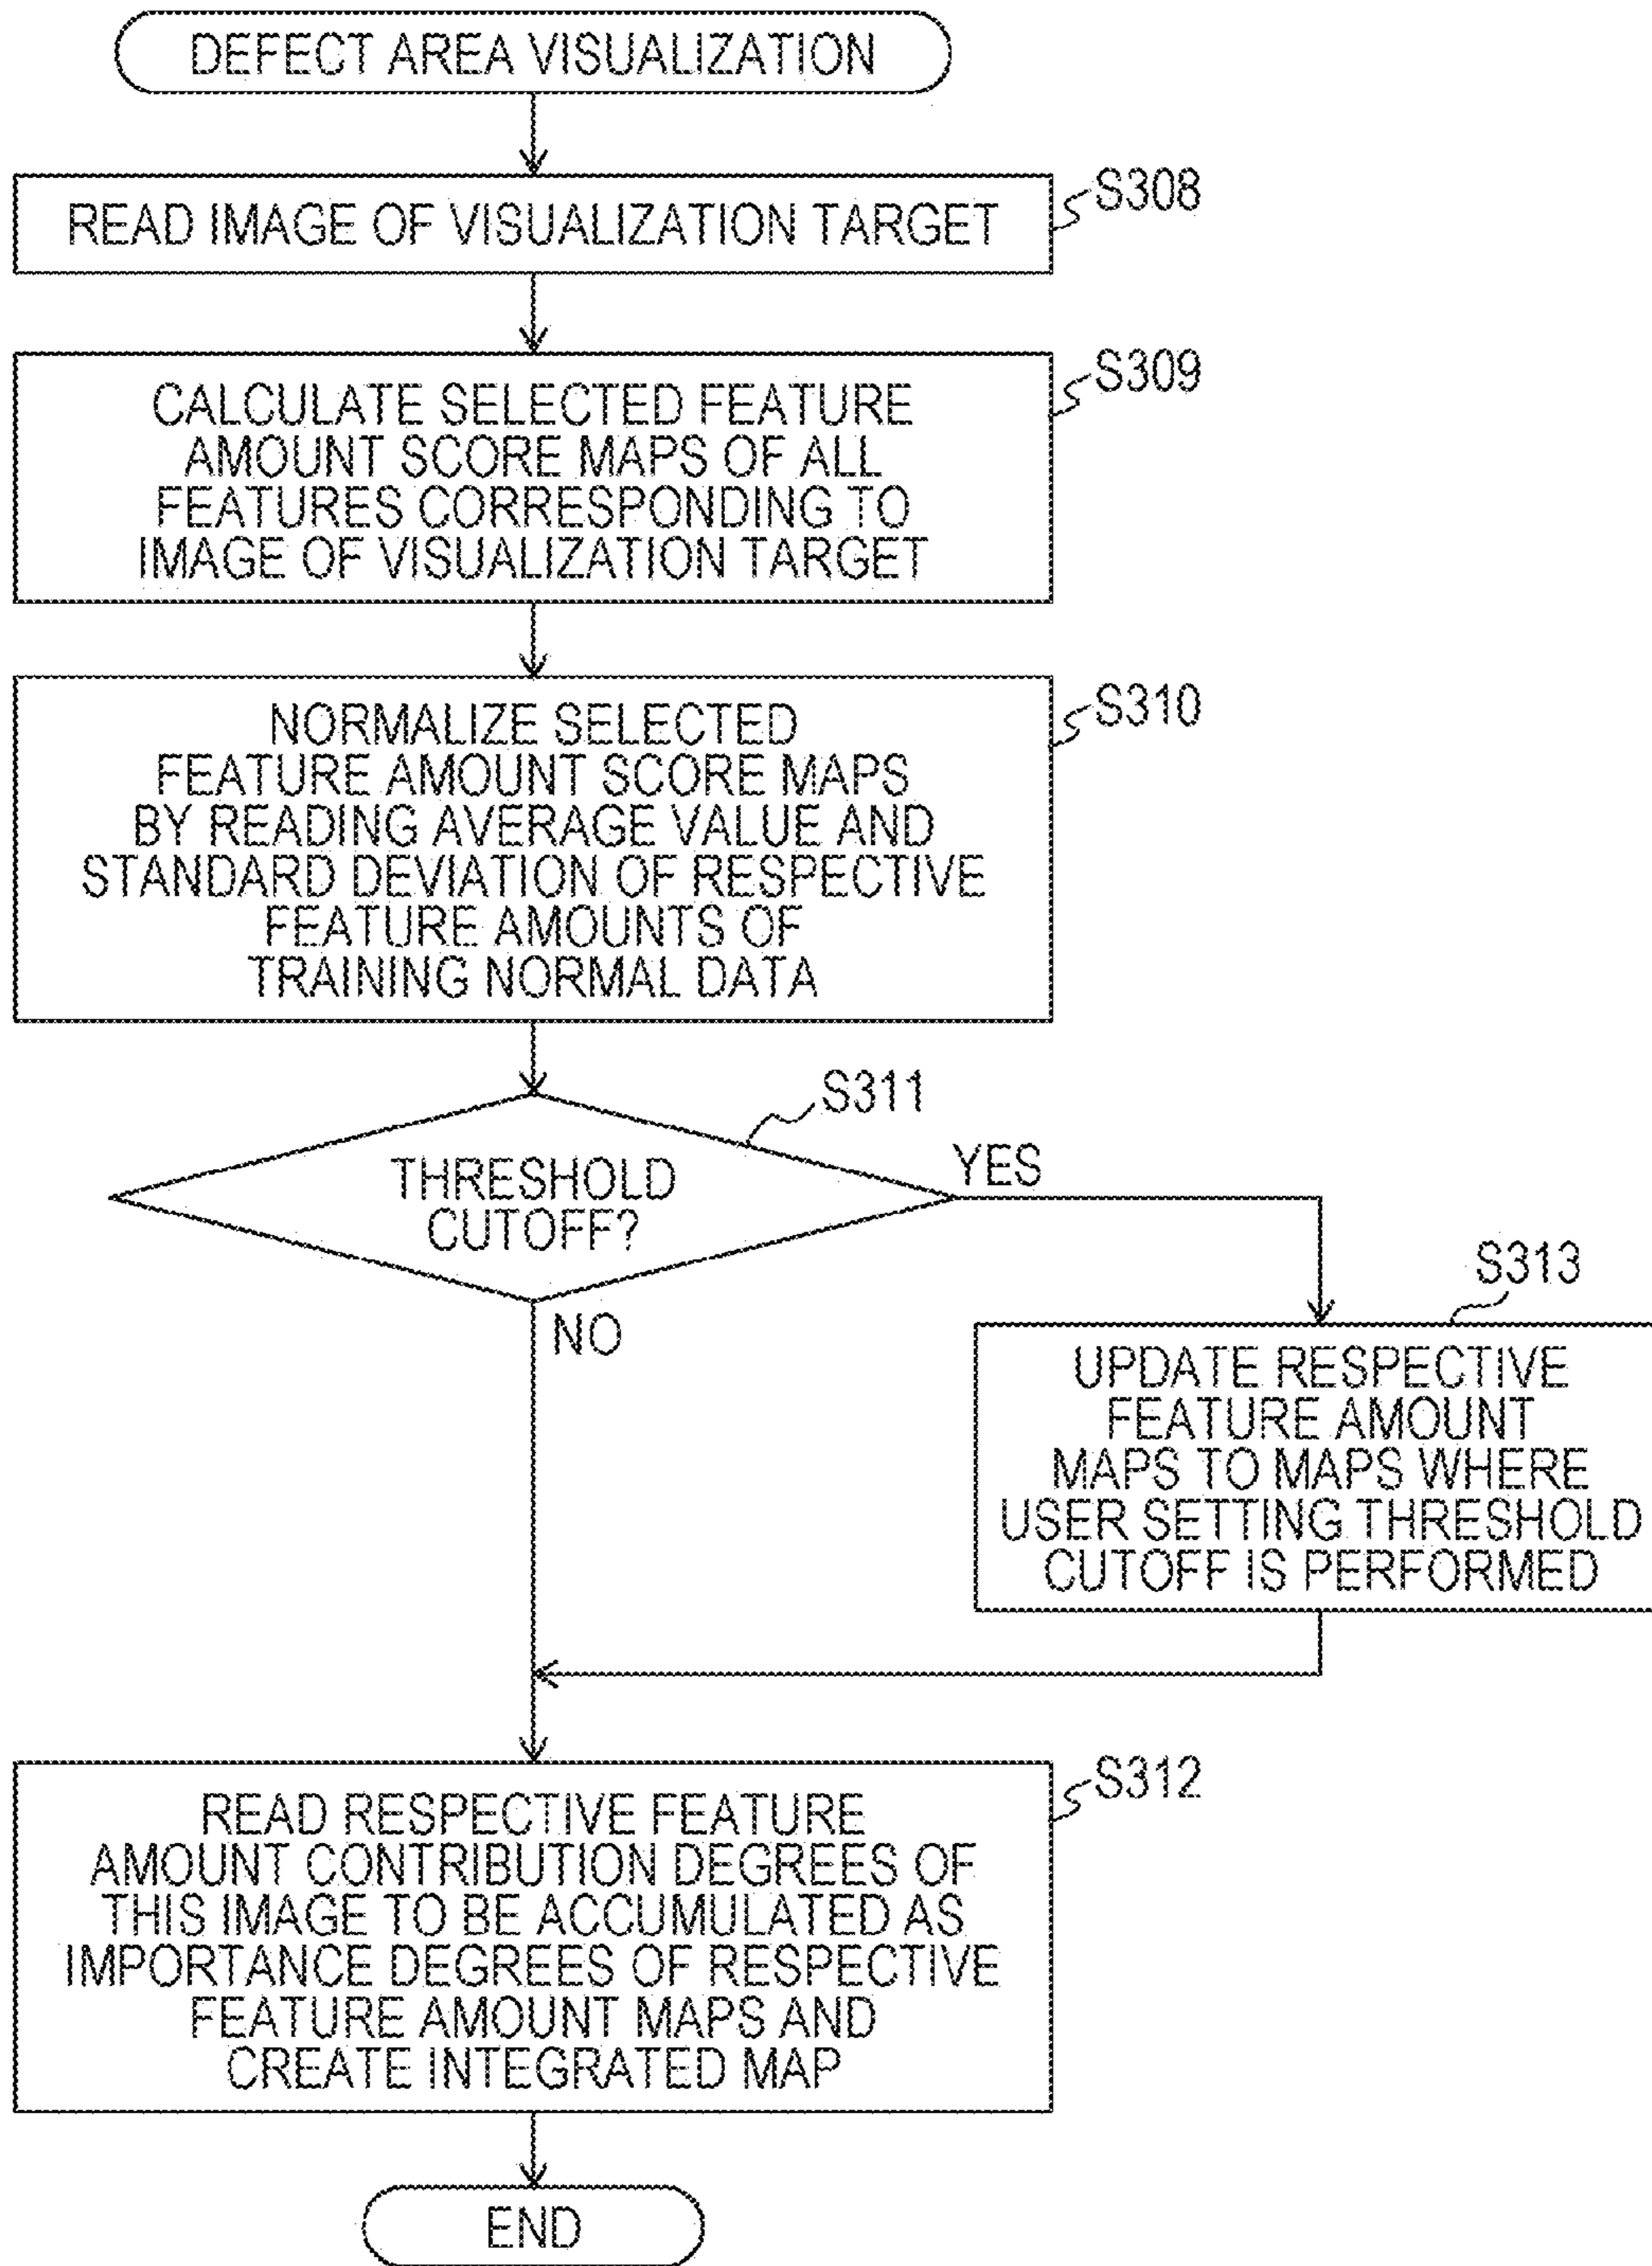 DEFECT AREA VISUALIZATION
S308
READ IMAGE OF VISUALIZATION TARGET
S309
CALCULATE SELECTED FEATURE
AMOUNT SCORE MAPS OF ALL
FEATURES CORRESPONDING TO
IMAGE OF VISUALIZATION TARGET
S310
NORMALIZE SELECTED
FEATURE AMOUNT SCORE MAPS
BY READING AVERAGE VALUE AND
STANDARD DEVIATION OF RESPECTIVE
FEATURE AMOUNTS OF
TRAINING NORMAL DATA
S311
THRESHOLD
CUTOFF?
YES
NO
S313
UPDATE RESPECTIVE
FEATURE AMOUNT
MAPS TO MAPS WHERE
USER SETTING THRESHOLD
CUTOFF IS PERFORMED
S312
READ RESPECTIVE FEATURE
AMOUNT CONTRIBUTION DEGREES OF
THIS IMAGE TO BE ACCUMULATED AS
IMPORTANCE DEGREES OF RESPECTIVE
FEATURE AMOUNT MAPS AND
CREATE INTEGRATED MAP
END